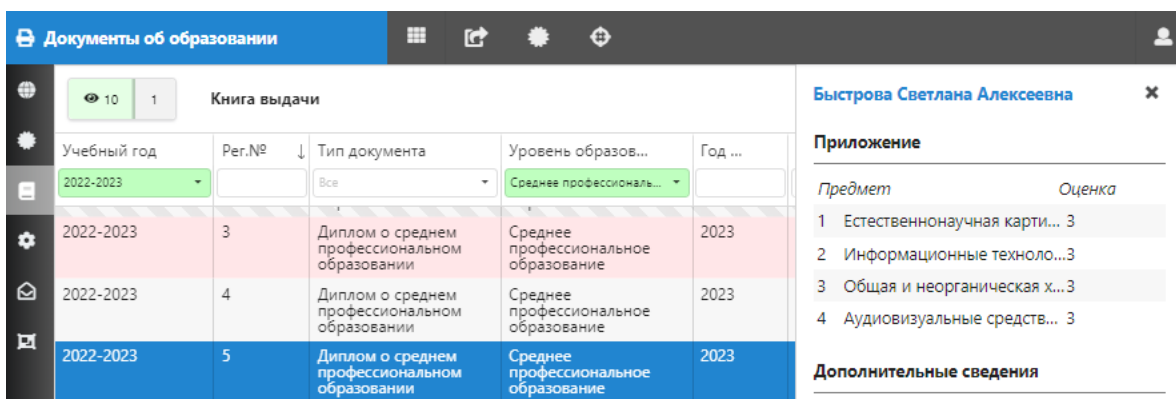 Документы об образовании
10 1 Книга выдачи
Учебный год Рег.№ ↓ Тип документа Уровень образов... Год ...
2022-2023 Все Среднее профессиональ...
2022-2023 3 Диплом о среднем профессиональном образовании Среднее профессиональное образование 2023
2022-2023 4 Диплом о среднем профессиональном образовании Среднее профессиональное образование 2023
2022-2023 5 Диплом о среднем профессиональном образовании Среднее профессиональное образование 2023
Быстрова Светлана Алексеевна
Приложение
Предмет Оценка
1 Естественнонаучная карти... 3
2 Информационные техноло...3
3 Общая и неорганическая х...3
4 Аудиовизуальные средств... 3
Дополнительные сведения